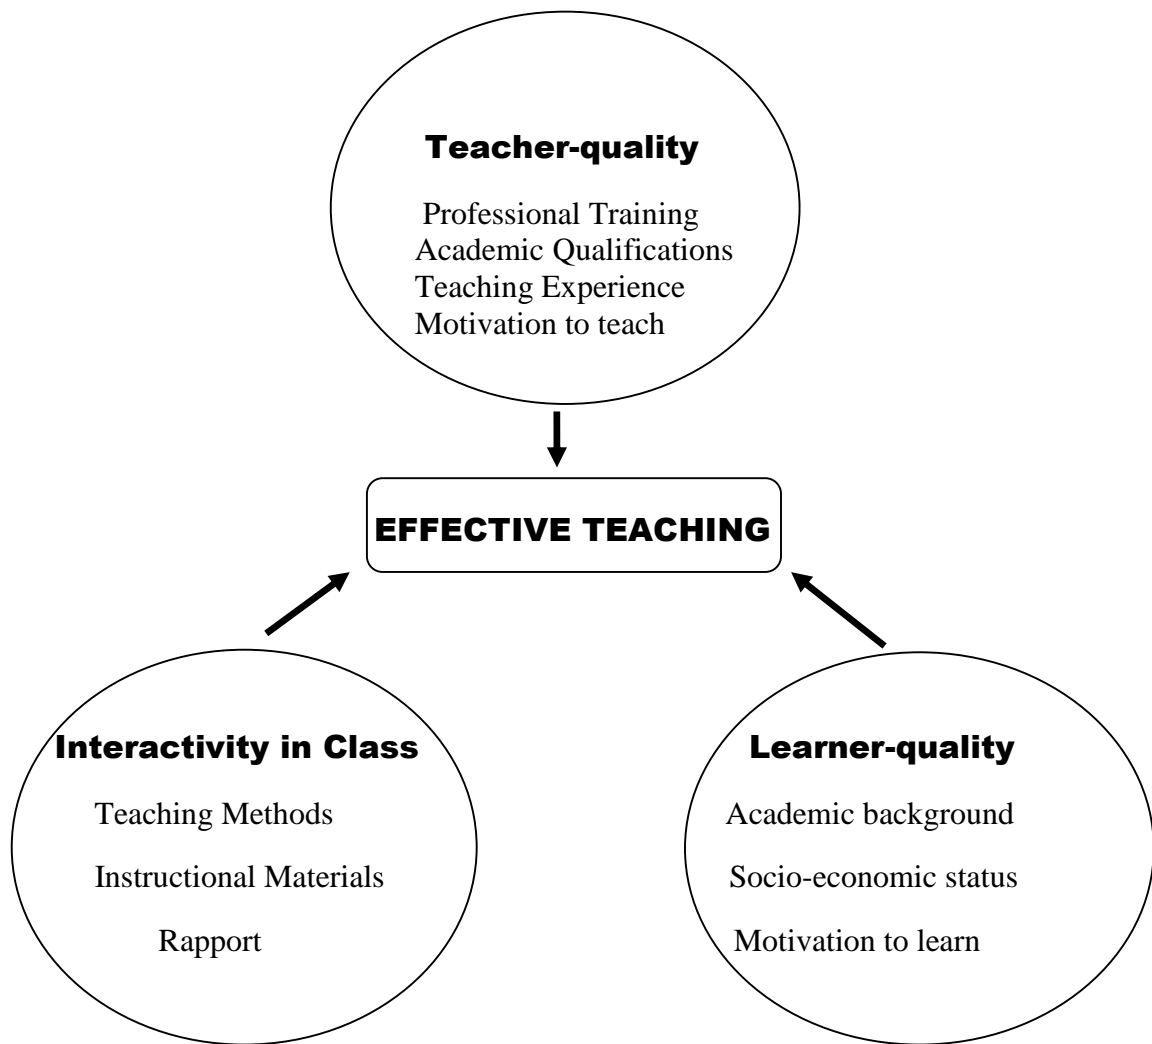 Teacher-quality
Professional Training
Academic Qualifications
Teaching Experience
Motivation to teach
EFFECTIVE TEACHING
Interactivity in Class
Teaching Methods
Instructional Materials
Rapport
Learner-quality
Academic background
Socio-economic status
Motivation to learn